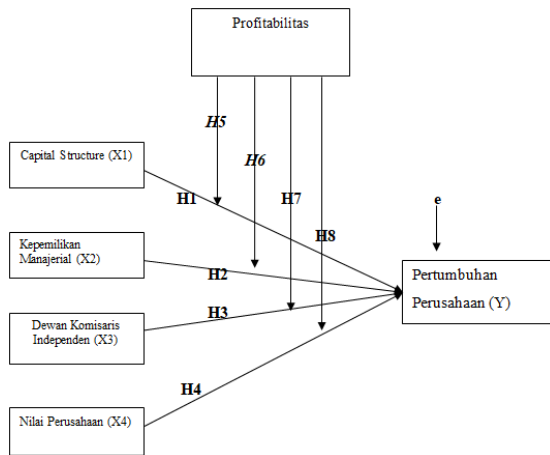 Profitabilitas
H5
Capital Structure (X1)
H6
H7
H1
e
H8
Kepemilikan
Manajerial (X2)
H2
Pertumbuhan
Perusahaan (Y)
H3
Dewan Komisaris
Independen (X3)
H4
Nilai Perusahaan (X4)